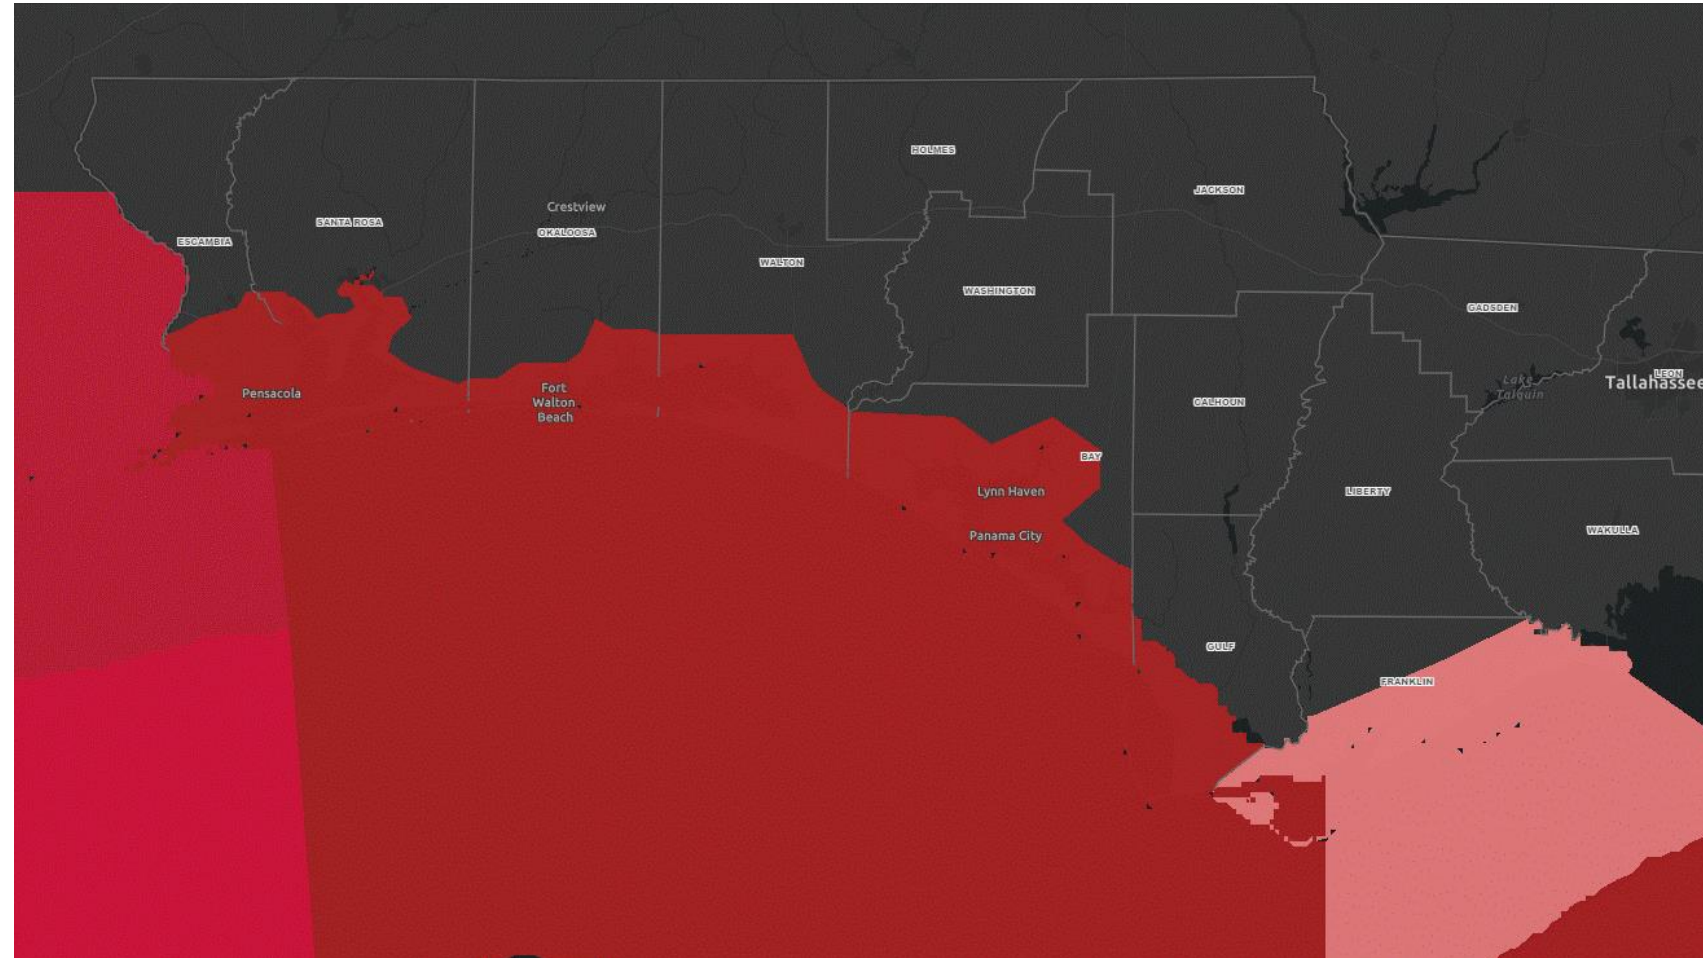 HOLMES
JACKSON
Crestview
SANTA ROSA
OKALOOSA
ESCAMBIA
WALTON
WASHINGTON
GADSDEN
LEON
Tallahassee
Lake
Talquin
Pensacola
Fort
Walton
Beach
CALHOUN
BAY
Lynn Haven
LIBERTY
Panama City
WAKULLA
GULF
FRANKLIN